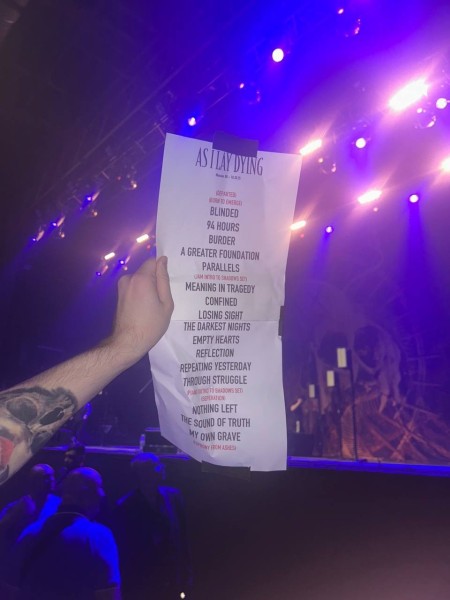 AS I LAY DYING
BLINDED
94 HOURS
BURDER
A GREATER FOUNDATION
PARALLELS
MEANING IN TRAGEDY
CONFINED
LOSING SIGHT
THE DARKEST NIGHTS
EMPTY HEARTS
REFLECTION
REPEATING YESTERDAY
THROUGH STRUGGLE
NOTHING LEFT
THE SOUND OF TRUTH
MY OWN GRAVE